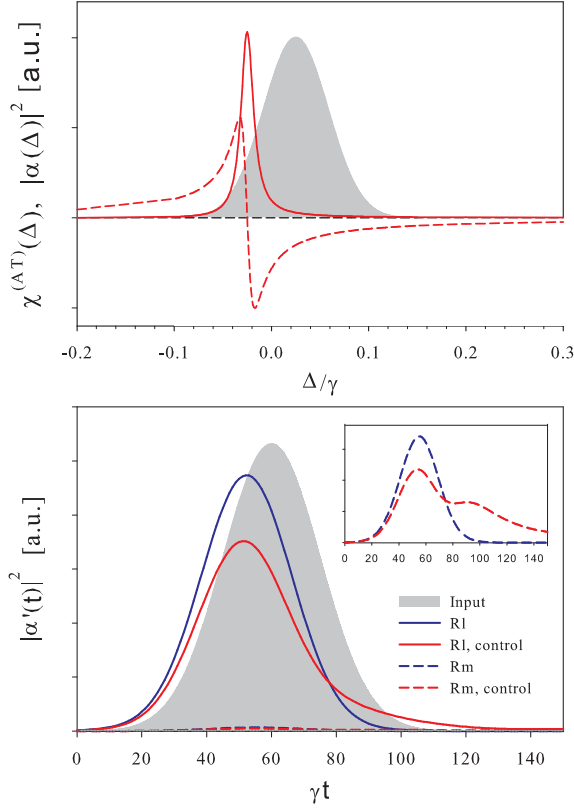 χ^(AT)(Δ), |α(Δ)|^2 [a.u.]
-0.2 -0.1 0.0 0.1 0.2 0.3
Δ/γ
|α'(t)|^2 [a.u.]
0 20 40 60 80 100 120 140
Input
Rl
Rl, control
Rm
Rm, control
0 20 40 60 80 100 120 140
γt